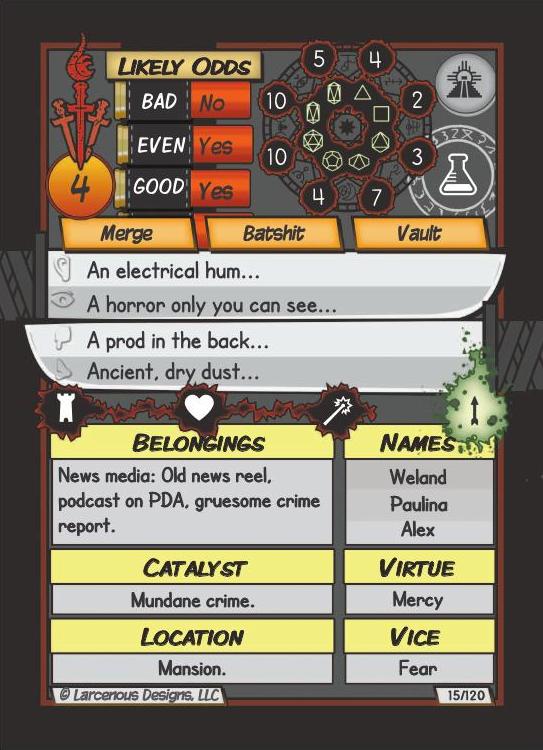 LIKELY ODDS
BAD No
EVEN Yes
GOOD Yes
4
5 4
10 2
10 3
4 7
Merge Batshit Vault
An electrical hum...
A horror only you can see...
A prod in the back...
Ancient, dry dust...
BELONGINGS
News media: Old news reel,
podcast on PDA, gruesome crime
report.
NAMES
Weland
Paulina
Alex
CATALYST
Mundane crime.
VIRTUE
Mercy
LOCATION
Mansion.
VICE
Fear
© Larcenous Designs, LLC
15/120